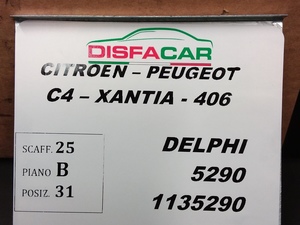 DISFACAR
CITROEN – PEUGEOT
C4 – XANTIA - 406
SCAFF. 25
PIANO B
POSIZ. 31
DELPHI
5290
1135290